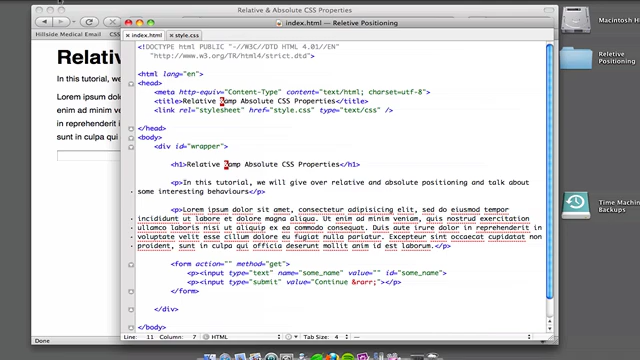 Relative & Absolute CSS Properties
index.html — Reletive Positioning
Hillside Medical
Email
index.html
style.css
Macintosh H
Reletive
Positioning
Time Machin
Backups
Relativ
In this tutorial, we
Lorem ipsum dolor s
enim ad minim venia
in reprehenderit in
sunt in culpa qui o
Done
<!DOCTYPE html PUBLIC "-//W3C//DTD HTML 4.01//EN"
"http://www.w3.org/TR/html4/strict.dtd">
<html lang="en">
<head>
<meta http-equiv="Content-Type" content="text/html; charset=utf-8">
<title>Relative &amp Absolute CSS Properties</title>
<link rel="stylesheet" href="style.css" type="text/css" />
</head>
<body>
<div id="wrapper">
<h1>Relative &amp Absolute CSS Properties</h1>
<p>In this tutorial, we will give over relative and absolute positioning and talk about
some interesting behaviours</p>
<p>Lorem ipsum dolor sit amet, consectetur adipisicing elit, sed do eiusmod tempor
incididunt ut labore et dolore magna aliqua. Ut enim ad minim veniam, quis nostrud exercitation
ullamco laboris nisi ut aliquip ex ea commodo consequat. Duis aute irure dolor in reprehenderit in
voluptate velit esse cillum dolore eu fugiat nulla pariatur. Excepteur sint occaecat cupidatat non
proident, sunt in culpa qui officia deserunt mollit anim id est laborum.</p>
<form action="" method="get">
<p><input type="text" name="some_name" value="" id="some_name">
<p><input type="submit" value="Continue &rarr;"></p>
</form>
</div>
</body>
Line: 11 Column: 7
HTML
Tab Size: 4